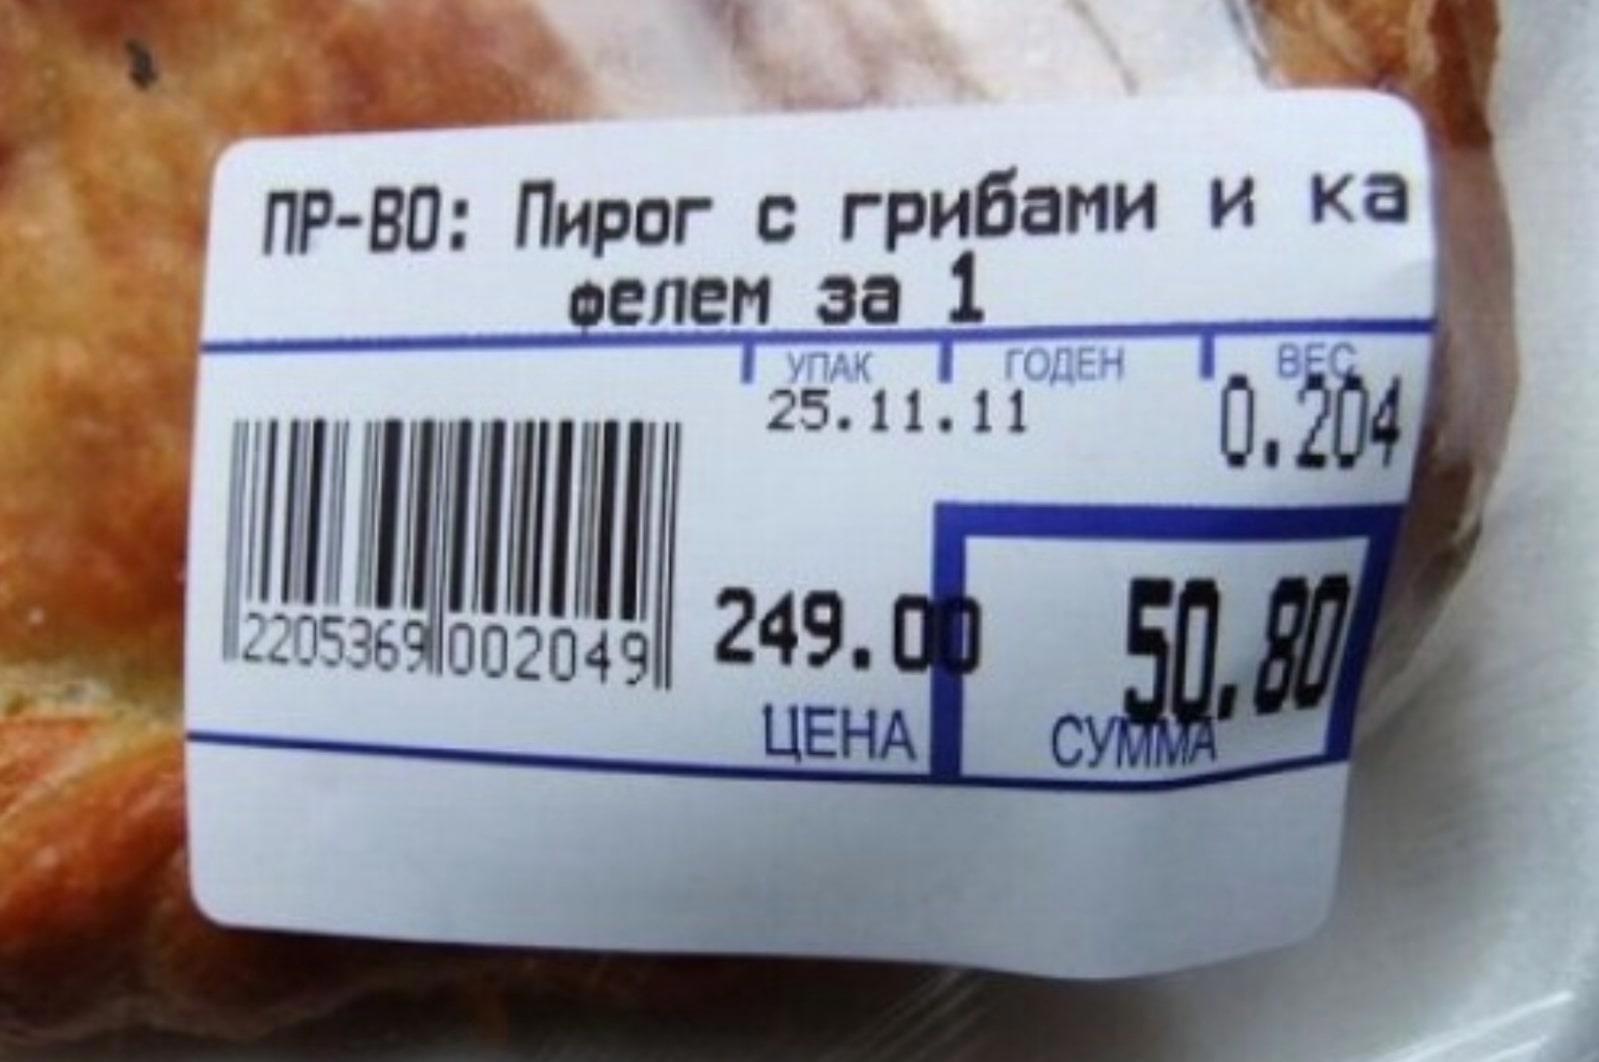 ПР-ВО: Пирог с грибами и ка
фелем за 1
УПАК ГОДЕН ВЕС
25.11.11 0.204
2205369 002049
249.00 50.80
ЦЕНА СУММА